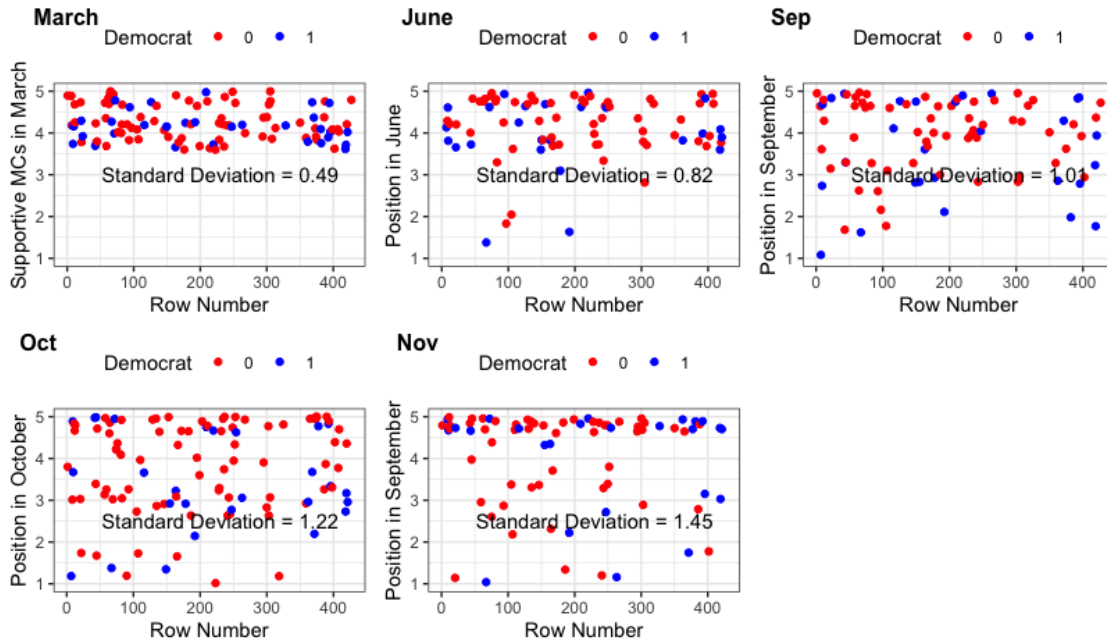 March
Democrat 0 1
Supportive MCs in March
5
4
3
2
1
Standard Deviation = 0.49
0 100 200 300 400
Row Number
June
Democrat 0 1
Position in June
5
4
3
2
1
Standard Deviation = 0.82
0 100 200 300 400
Row Number
Sep
Democrat 0 1
Position in September
5
4
3
2
1
Standard Deviation = 1.01
0 100 200 300 400
Row Number
Oct
Democrat 0 1
Position in October
5
4
3
2
1
Standard Deviation = 1.22
0 100 200 300 400
Row Number
Nov
Democrat 0 1
Position in September
5
4
3
2
1
Standard Deviation = 1.45
0 100 200 300 400
Row Number